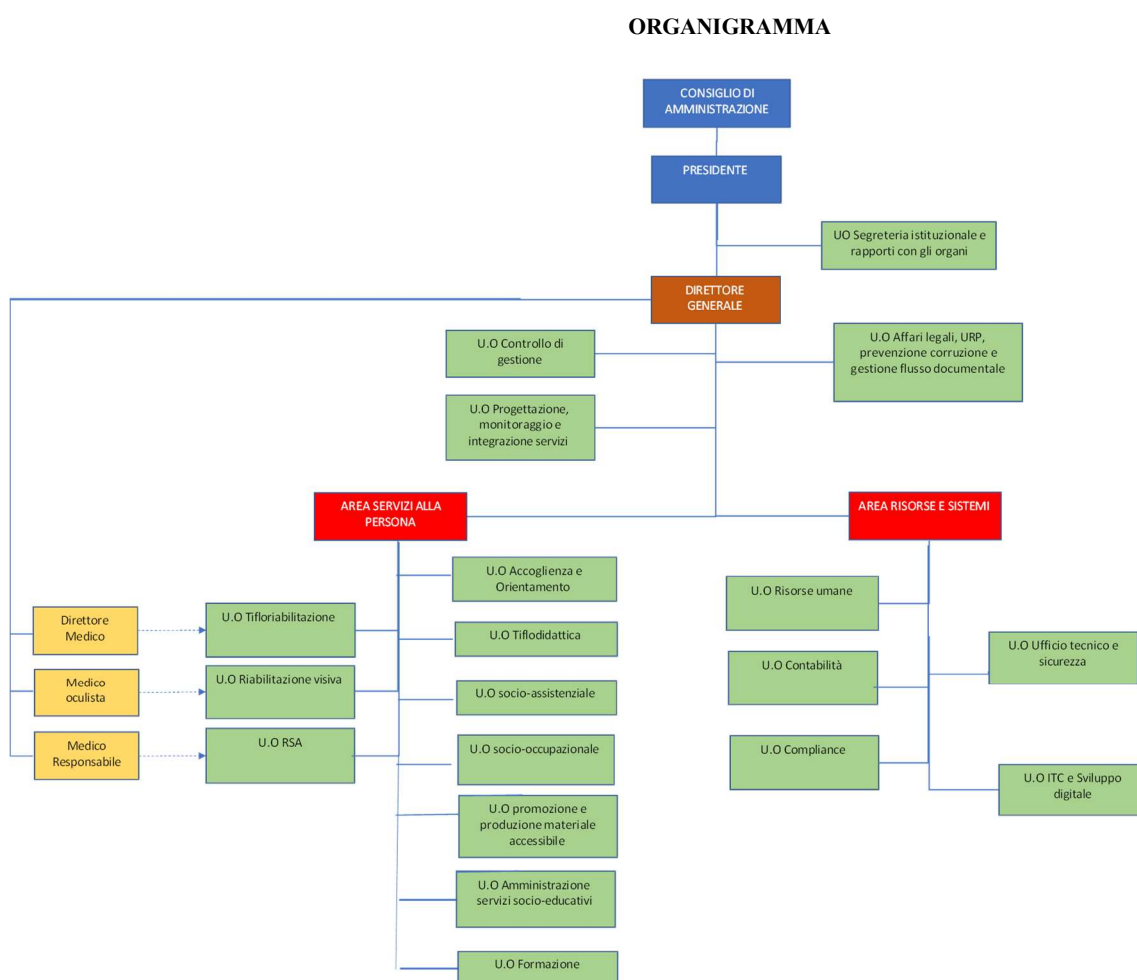 ORGANIGRAMMA
CONSIGLIO DI
AMMINISTRAZIONE
PRESIDENTE
UO Segreteria istituzionale e
rapporti con gli organi
DIRETTORE
GENERALE
U.O Controllo di
gestione
U.O Affari legali, URP,
prevenzione corruzione e
gestione flusso documentale
U.O Progettazione,
monitoraggio e
integrazione servizi
AREA SERVIZI ALLA
PERSONA
AREA RISORSE E SISTEMI
U.O Accoglienza e
Orientamento
U.O Risorse umane
Direttore
Medico
U.O Tifloriabilitazione
U.O Tiflodidattica
U.O Ufficio tecnico e
sicurezza
Medico
oculista
U.O Riabilitazione visiva
U.O socio-assistenziale
U.O Contabilità
Medico
Responsabile
U.O RSA
U.O socio-occupazionale
U.O Compliance
U.O ITC e Sviluppo
digitale
U.O promozione e
produzione materiale
accessibile
U.O Amministrazione
servizi socio-educativi
U.O Formazione